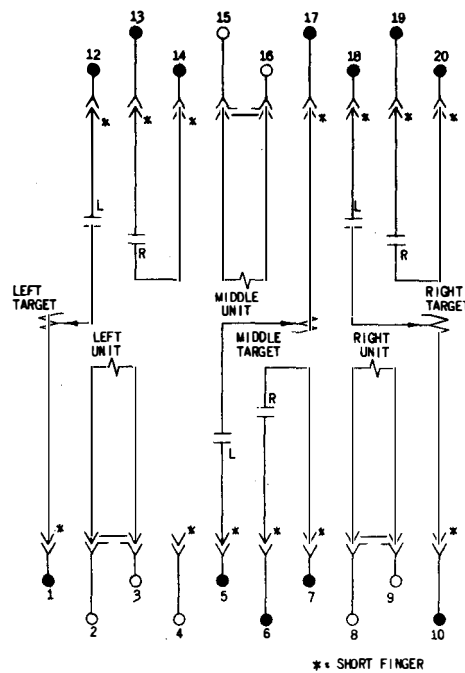 13 15 17 19
12 14 16 18 20
* * * * * * *
L L
R R
LEFT TARGET
MIDDLE UNIT
RIGHT TARGET
LEFT UNIT
MIDDLE TARGET
RIGHT UNIT
R
L
* * * * * *
1 3 5 7 9
2 4 6 8 10
*= SHORT FINGER